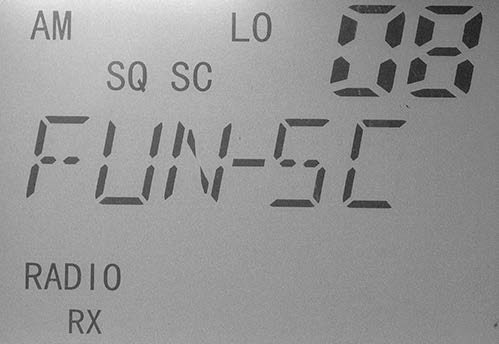 AM LO 08
SQ SC
FUN-SC
RADIO
RX